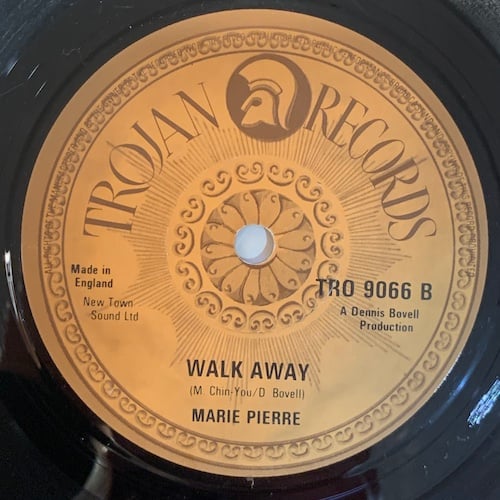 TROJAN RECORDS
Made in
England
New Town
Sound Ltd
TRO 9066 B
A Dennis Bovell
Production
WALK AWAY
(M. Chin-You/D. Bovell)
MARIE PIERRE